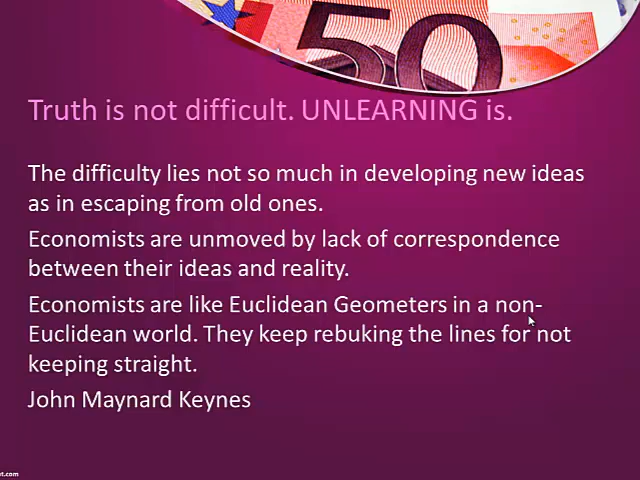 50
Truth is not difficult. UNLEARNING is.
The difficulty lies not so much in developing new ideas
as in escaping from old ones.
Economists are unmoved by lack of correspondence
between their ideas and reality.
Economists are like Euclidean Geometers in a non-
Euclidean world. They keep rebuking the lines for not
keeping straight.
John Maynard Keynes
t.com